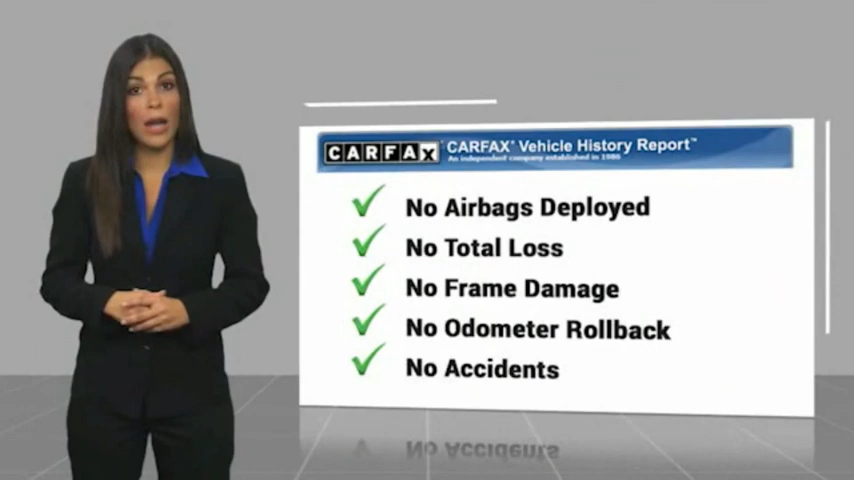 CARFAX CARFAX® Vehicle History Report™
An independent company established in 1986
No Airbags Deployed
No Total Loss
No Frame Damage
No Odometer Rollback
No Accidents
No Accidents